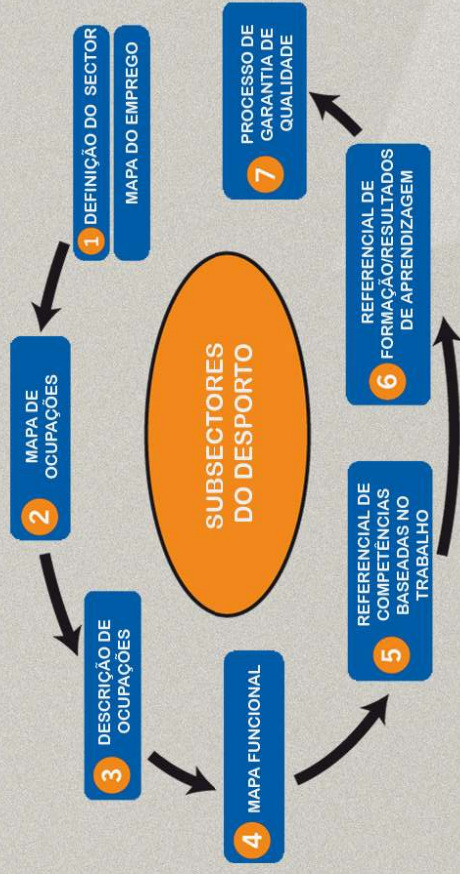 1 DEFINIÇÃO DO SECTOR
MAPA DO EMPREGO
2 MAPA DE
OCUPAÇÕES
3 DESCRIÇÃO DE
OCUPAÇÕES
4 MAPA FUNCIONAL
5 REFERENCIAL DE
COMPETÊNCIAS
BASEADAS NO
TRABALHO
6 REFERENCIAL DE
FORMAÇÃO/RESULTADOS
DE APRENDIZAGEM
7 PROCESSO DE
GARANTIA DE
QUALIDADE
SUBSECTORES
DO DESPORTO